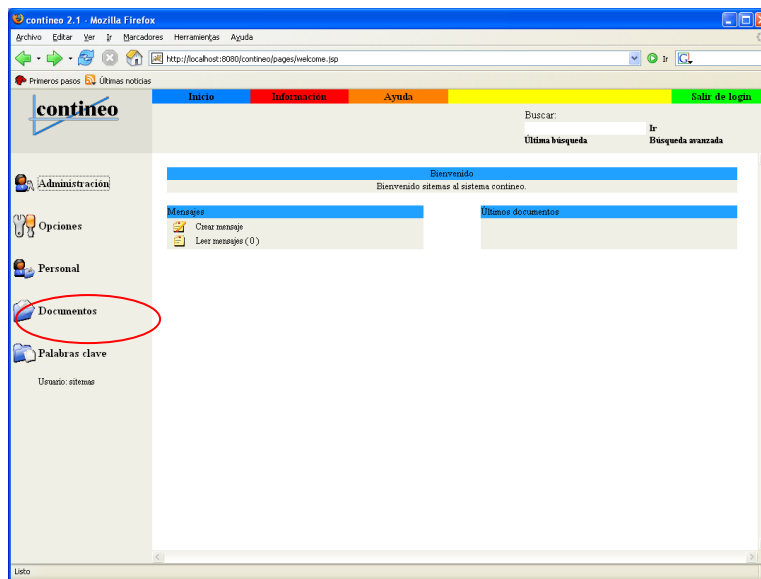 contineo 2.1 - Mozilla Firefox
Archivo Editar Ver Ir Marcadores Herramientas Ayuda
http://localhost:8080/contineo/pages/welcome.jsp Ir
Primeros pasos Últimas noticias
contineo
Inicio Información Ayuda Salir de login
Buscar:
Ir
Última búsqueda Búsqueda avanzada
Bienvenido
Bienvenido sitemas al sistema contineo.
Administración
Opciones
Personal
Documentos
Palabras clave
Usuario: sitemas
Mensajes
Crear mensaje
Leer mensajes ( 0 )
Últimos documentos
Listo